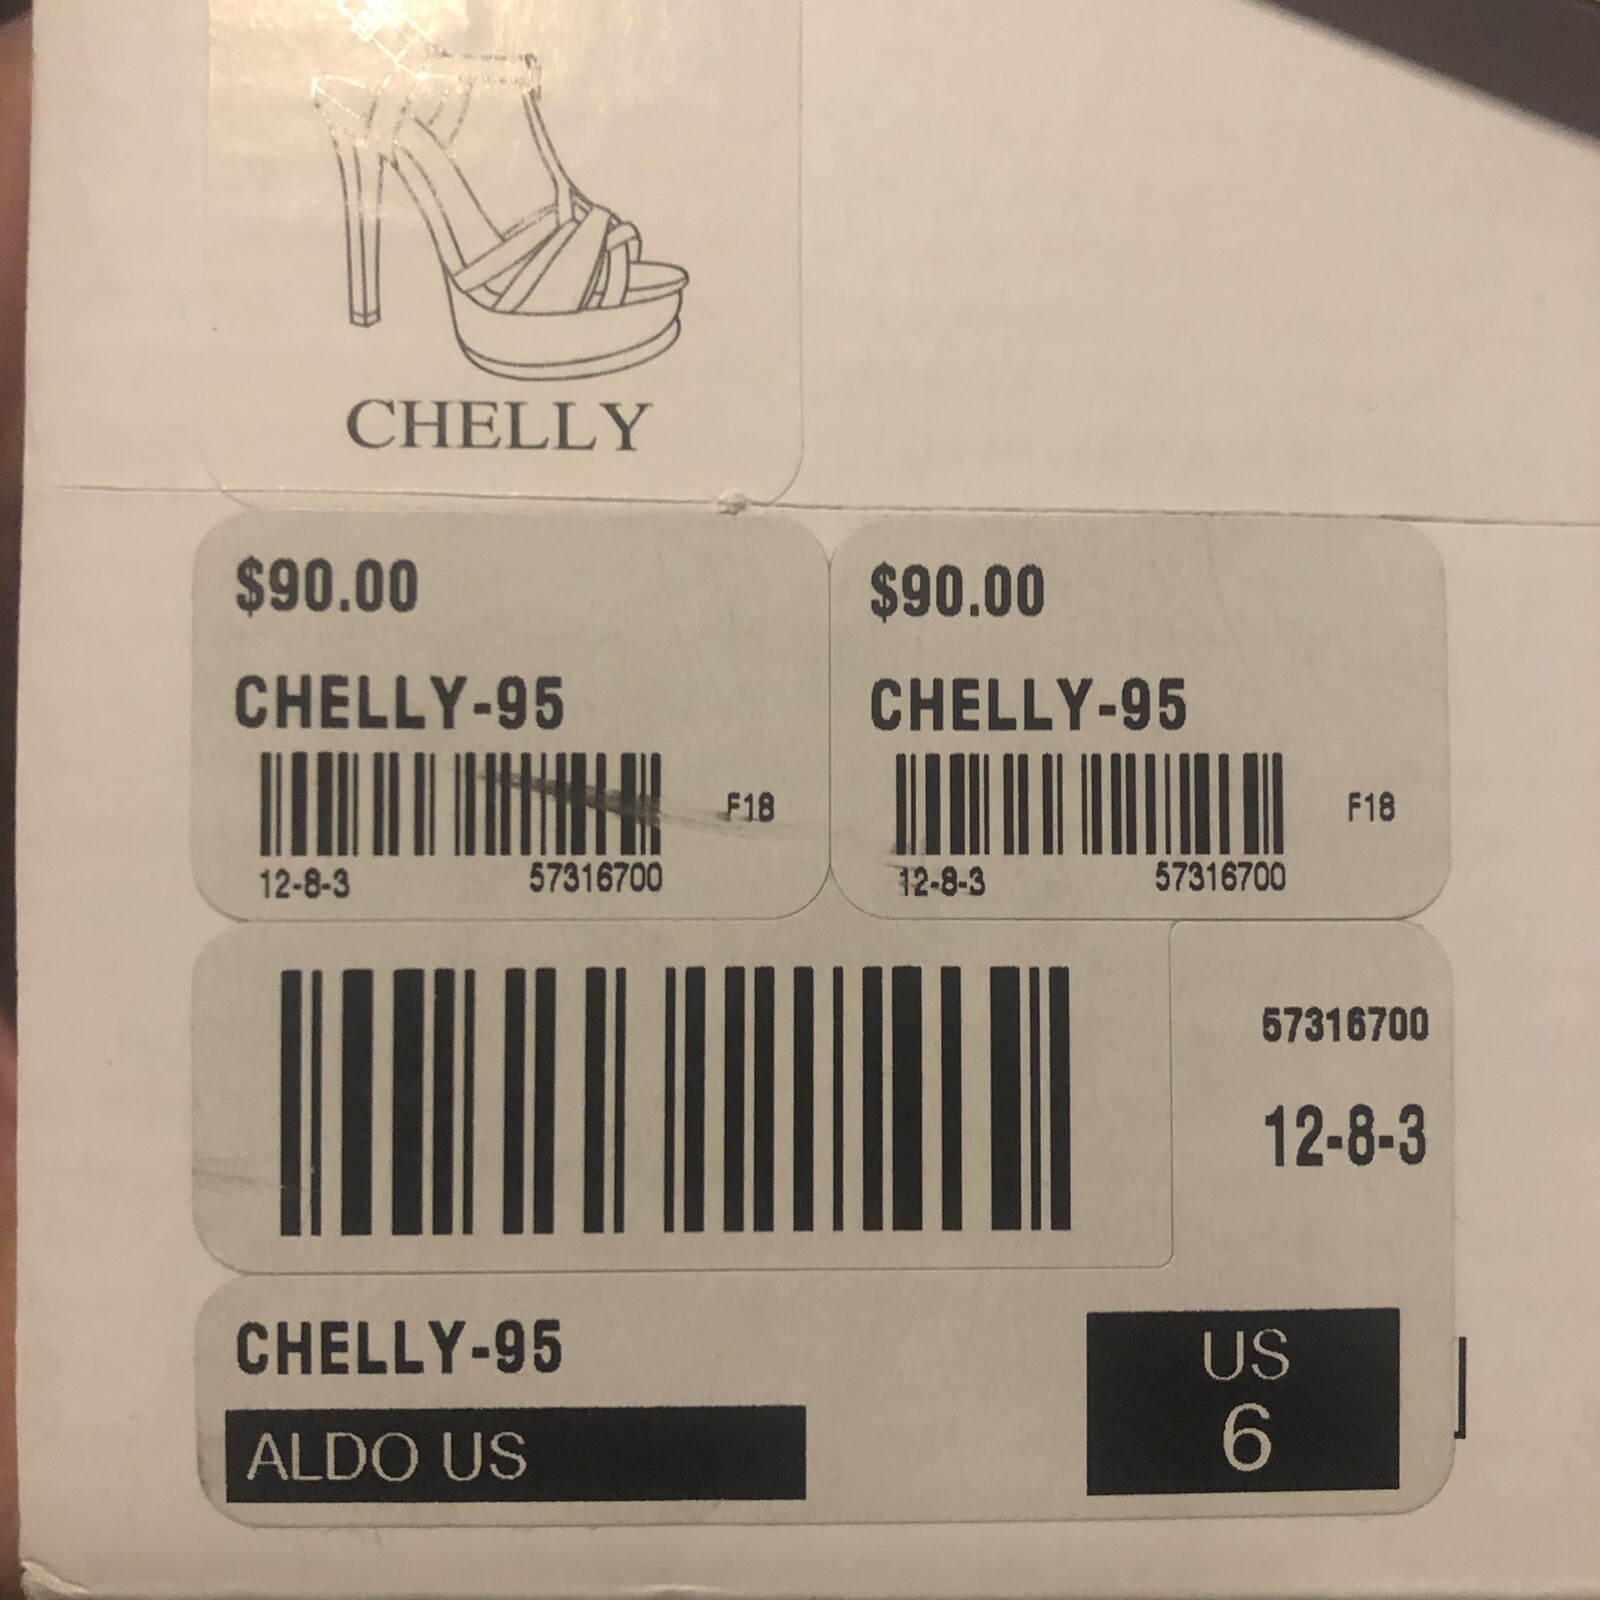 CHELLY
$90.00
CHELLY-95
F18
12-8-3 57316700
$90.00
CHELLY-95
F18
12-8-3 57316700
57316700
12-8-3
CHELLY-95
ALDO US
US
6